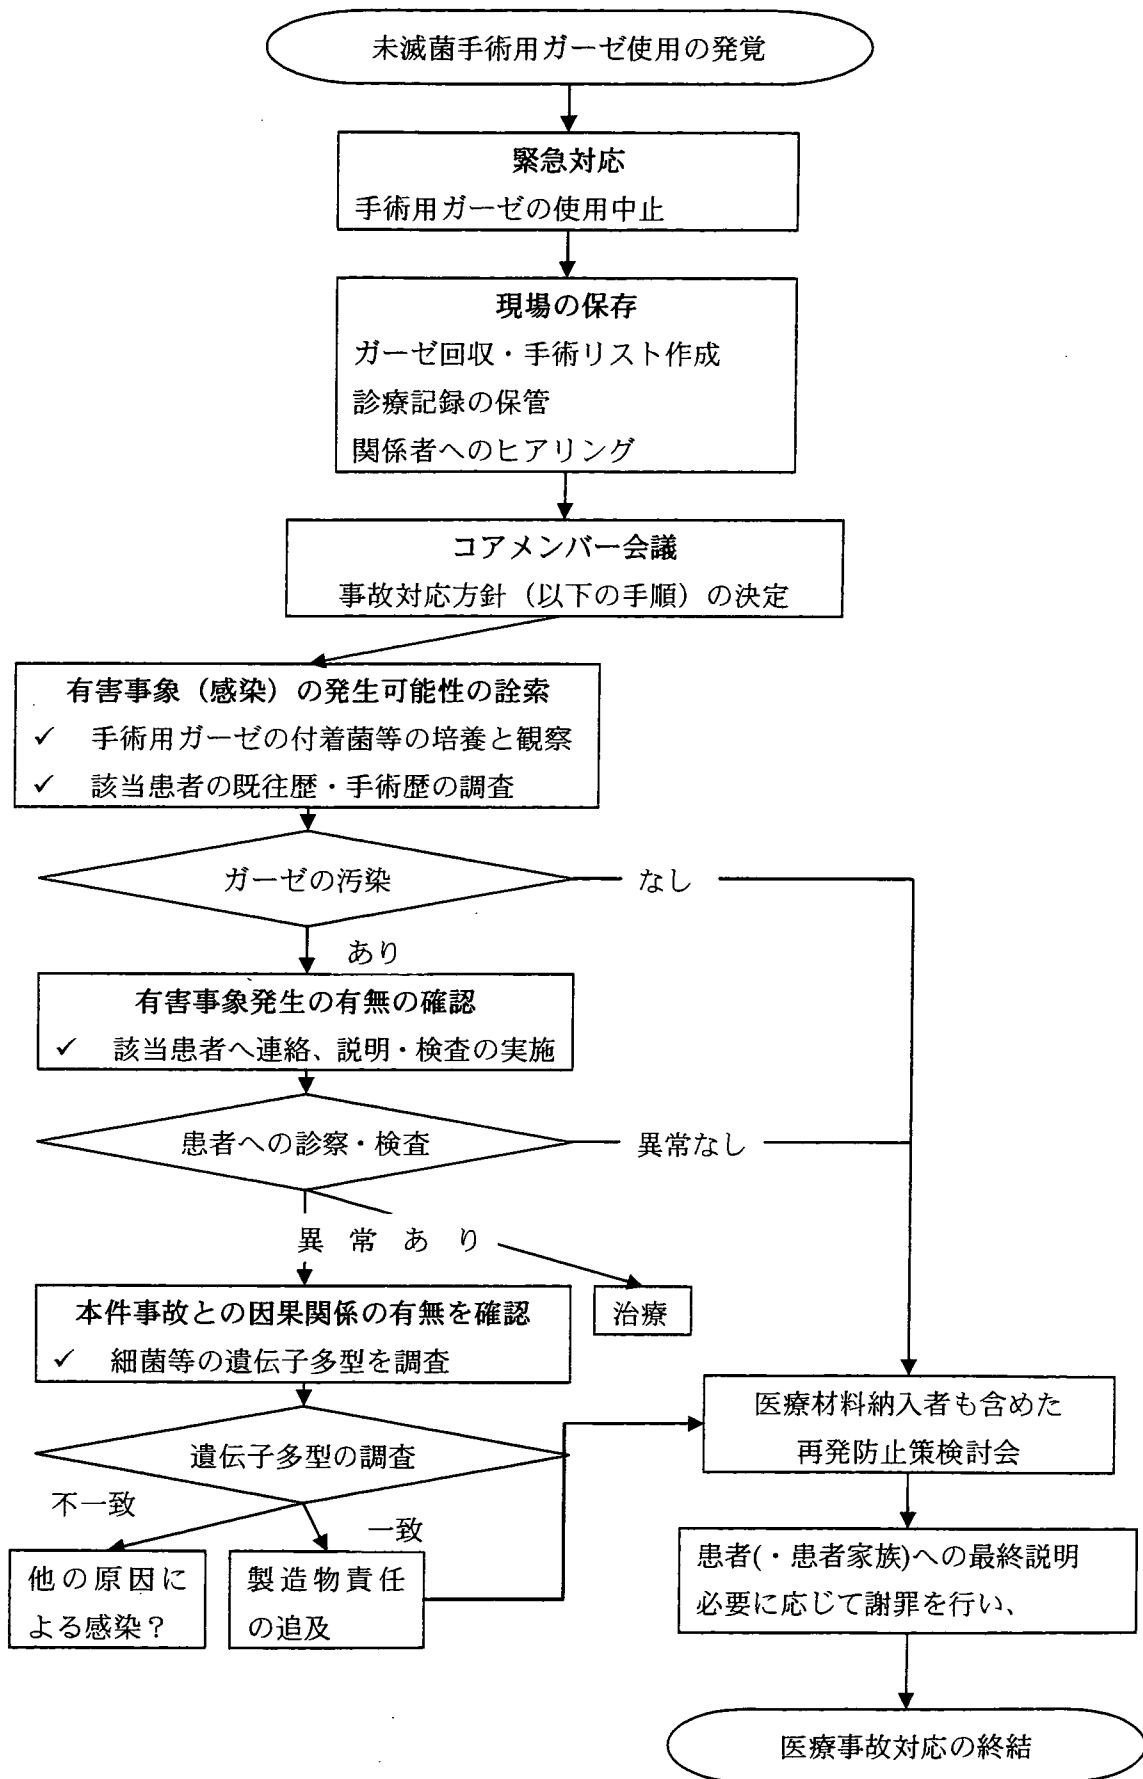 未滅菌手術用ガーゼ使用の発覚
緊急対応
手術用ガーゼの使用中止
現場の保存
ガーゼ回収・手術リスト作成
診療記録の保管
関係者へのヒアリング
コアメンバー会議
事故対応方針（以下の手順）の決定
有害事象（感染）の発生可能性の詮索
✓ 手術用ガーゼの付着菌等の培養と観察
✓ 該当患者の既往歴・手術歴の調査
ガーゼの汚染
なし
あり
有害事象発生の有無の確認
✓ 該当患者へ連絡、説明・検査の実施
患者への診察・検査
異常なし
異常あり
治療
本件事故との因果関係の有無を確認
✓ 細菌等の遺伝子多型を調査
遺伝子多型の調査
不一致
一致
他の原因に
よる感染？
製造物責任
の追及
医療材料納入者も含めた
再発防止策検討会
患者(・患者家族)への最終説明
必要に応じて謝罪を行い、
医療事故対応の終結